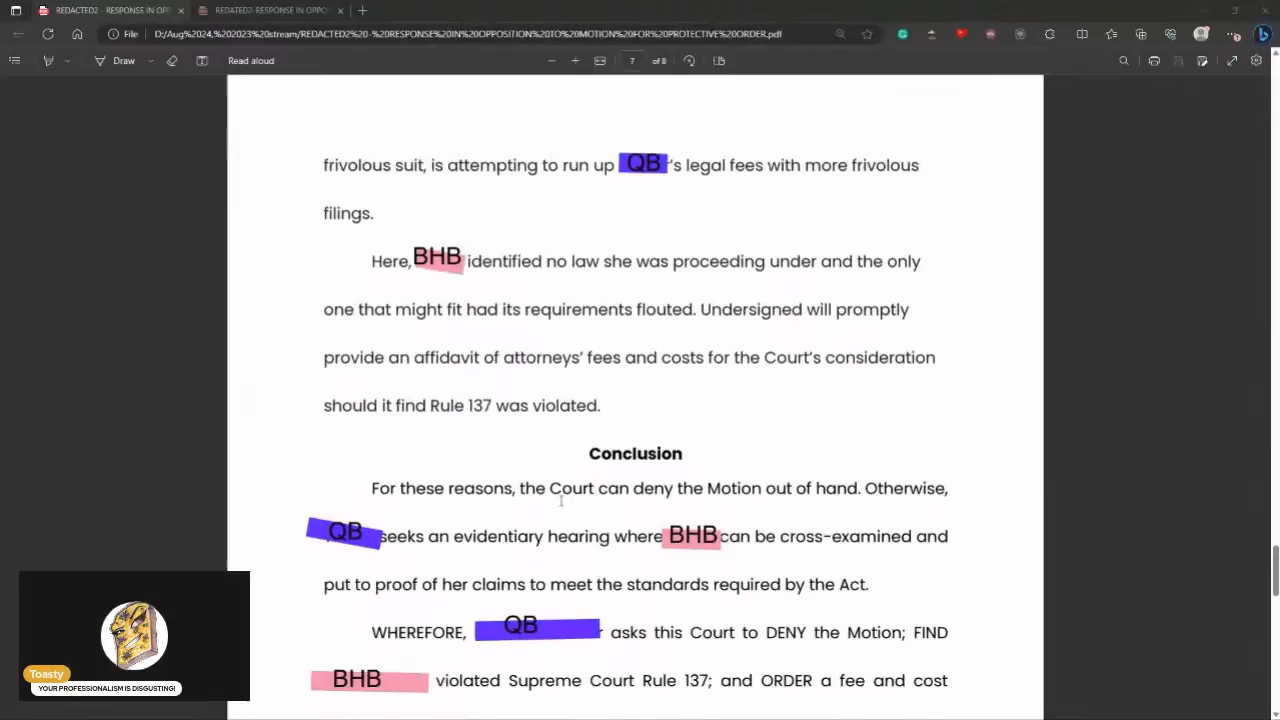 REDACTED2 - RESPONSE IN OPP
REDATED2-RESPONSE IN OPPO
File D:/Aug%2024,%202023%20stream/REDACTED2%20-%20RESPONSE%20IN%20OPPOSITION%20TO%20MOTION%20FOR%20PROTECTIVE%20ORDER.pdf
Draw Read aloud 7 of 8
frivolous suit, is attempting to run up QB 's legal fees with more frivolous
filings.
Here, BHB identified no law she was proceeding under and the only
one that might fit had its requirements flouted. Undersigned will promptly
provide an affidavit of attorneys' fees and costs for the Court's consideration
should it find Rule 137 was violated.
Conclusion
For these reasons, the Court can deny the Motion out of hand. Otherwise,
QB seeks an evidentiary hearing where BHB can be cross-examined and
put to proof of her claims to meet the standards required by the Act.
WHEREFORE, QB asks this Court to DENY the Motion; FIND
BHB violated Supreme Court Rule 137; and ORDER a fee and cost
Toasty
YOUR PROFESSIONALISM IS DISGUSTING!